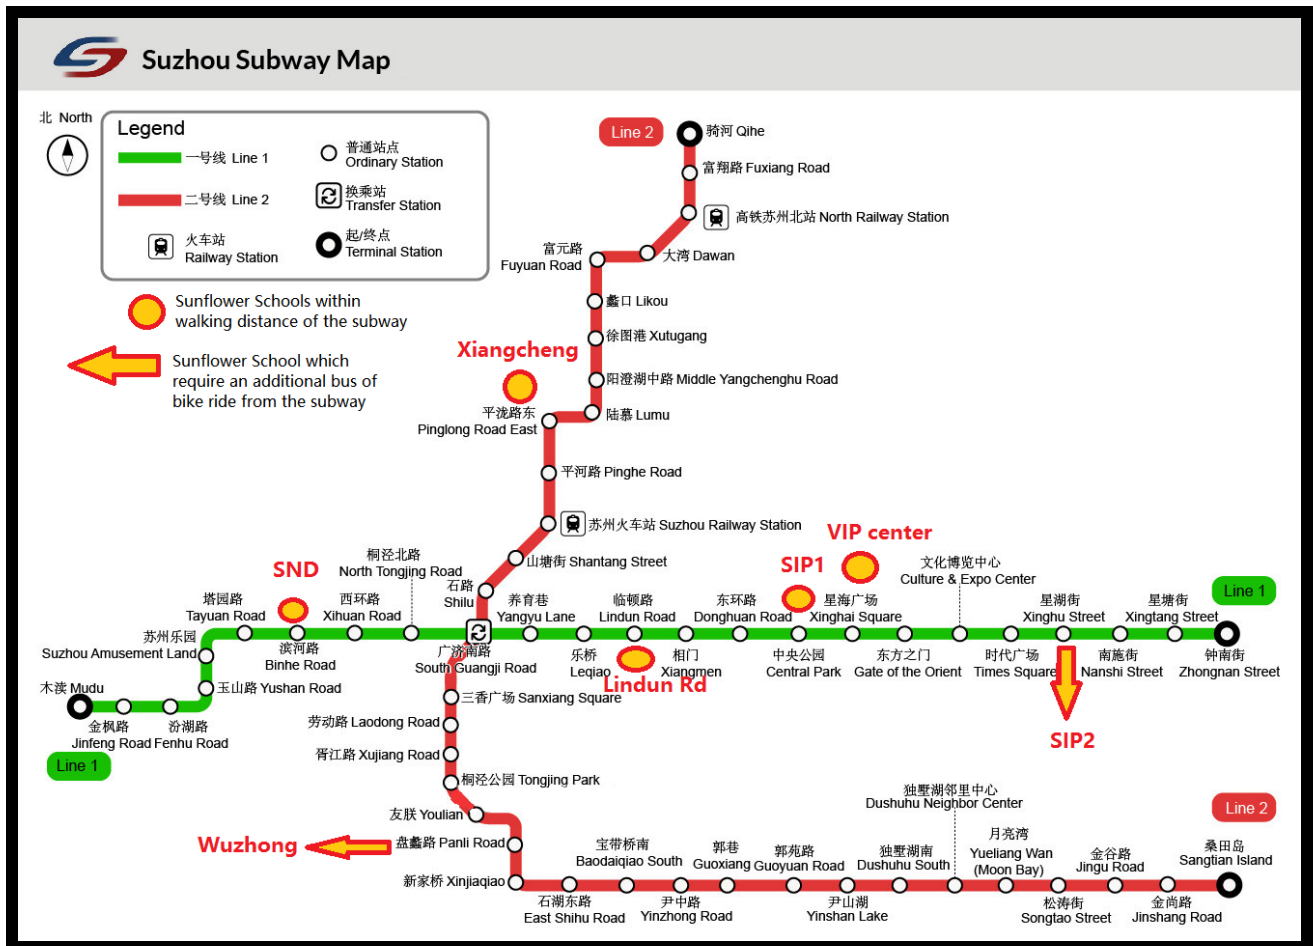 Suzhou Subway Map
北 North
Legend
一号线 Line 1
二号线 Line 2
火车站
Railway Station
普通站点
Ordinary Station
换乘站
Transfer Station
起/终点
Terminal Station
Sunflower Schools within
walking distance of the subway
Sunflower School which
require an additional bus of
bike ride from the subway
Line 2
骑河 Qihe
富翔路 Fuxiang Road
高铁苏州北站 North Railway Station
大湾 Dawan
富元路
Fuyuan Road
蠡口 Likou
徐图港 Xutugang
阳澄湖中路 Middle Yangchenghu Road
陆慕 Lumu
Xiangcheng
平泷路东
Pinglong Road East
平河路 Pinghe Road
苏州火车站 Suzhou Railway Station
山塘街 Shantang Street
石路
Shilu
VIP center
SIP1
SND
桐泾北路
North Tongjing Road
文化博览中心
Culture & Expo Center
塔园路
Tayuan Road
西环路
Xihuan Road
养育巷
Yangyu Lane
临顿路
Lindun Road
东环路
Donghuan Road
星海广场
Xinghai Square
星湖街
Xinghu Street
星塘街
Xingtang Street
Line 1
苏州乐园
Suzhou Amusement Land
滨河路
Binhe Road
广济南路
South Guangji Road
乐桥
Leqiao
相门
Xiangmen
Lindun Rd
中央公园
Central Park
东方之门
Gate of the Orient
时代广场
Times Square
南施街
Nanshi Street
钟南街
Zhongnan Street
木渎 Mudu
玉山路 Yushan Road
金枫路
Jinfeng Road
汾湖路
Fenhu Road
Line 1
三香广场 Sanxiang Square
劳动路 Laodong Road
胥江路 Xujiang Road
桐泾公园 Tongjing Park
友联 Youlian
SIP2
Wuzhong
盘蠡路 Panli Road
新家桥 Xinjiaqiao
独墅湖邻里中心
Dushuhu Neighbor Center
Line 2
宝带桥南
Baodaiqiao South
郭巷
Guoxiang
郭苑路
Guoyuan Road
独墅湖南
Dushuhu South
月亮湾
Yueliang Wan
(Moon Bay)
金谷路
Jingu Road
桑田岛
Sangtian Island
石湖东路
East Shihu Road
尹中路
Yinzhong Road
尹山湖
Yinshan Lake
松涛街
Songtao Street
金尚路
Jinshang Road